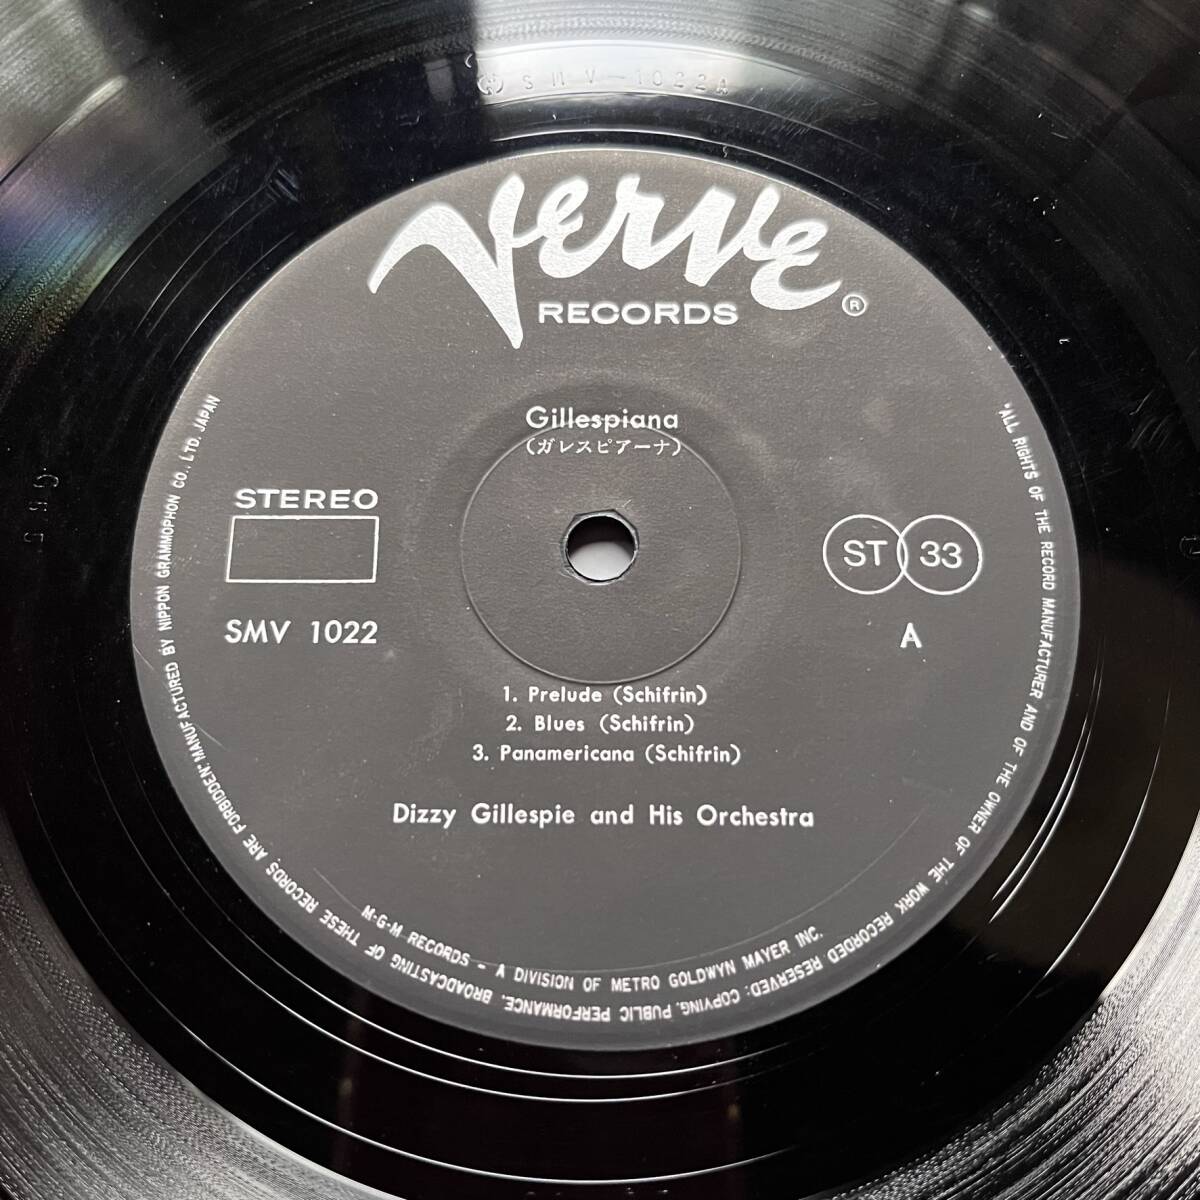 SMV-1022A
Verve
RECORDS
®
Gillespiana
(ガレスピアーナ)
STEREO
SMV 1022
ST 33
A
1. Prelude (Schifrin)
2. Blues (Schifrin)
3. Panamericana (Schifrin)
Dizzy Gillespie and His Orchestra
M-G-M RECORDS - A DIVISION OF METRO GOLDWYN MAYER INC.
"ALL RIGHTS OF THE RECORD MANUFACTURER AND OF THE OWNER OF THE WORK RECORDED RESERVED: COPYING, PUBLIC PERFORMANCE, BROADCASTING OF THESE RECORDS ARE FORBIDDEN." MANUFACTURED BY NIPPON GRAMMOPHON CO., LTD. JAPAN